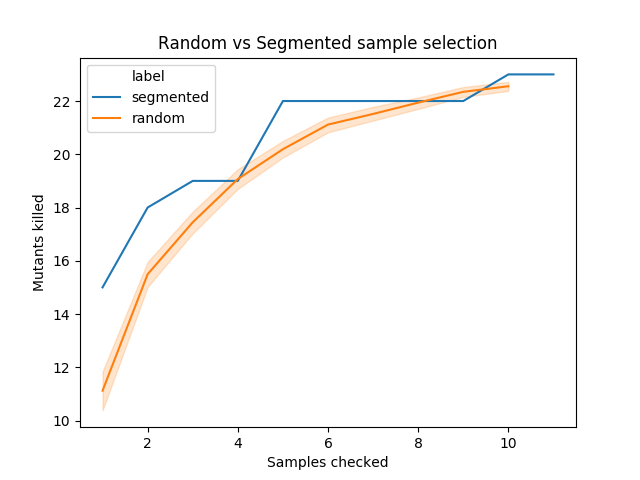 Random vs Segmented sample selection
label
segmented
random
Mutants killed
22
20
18
16
14
12
10
2 4 6 8 10
Samples checked